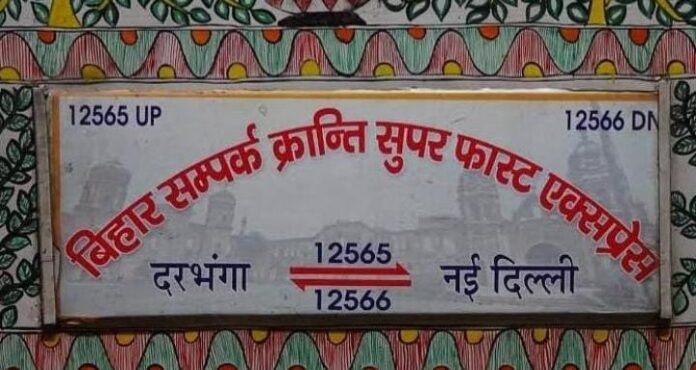 12565 UP
12566 DN
बिहार सम्पर्क क्रान्ति सुपर फास्ट एक्सप्रेस
12565
दरभंगा
नई दिल्ली
12566